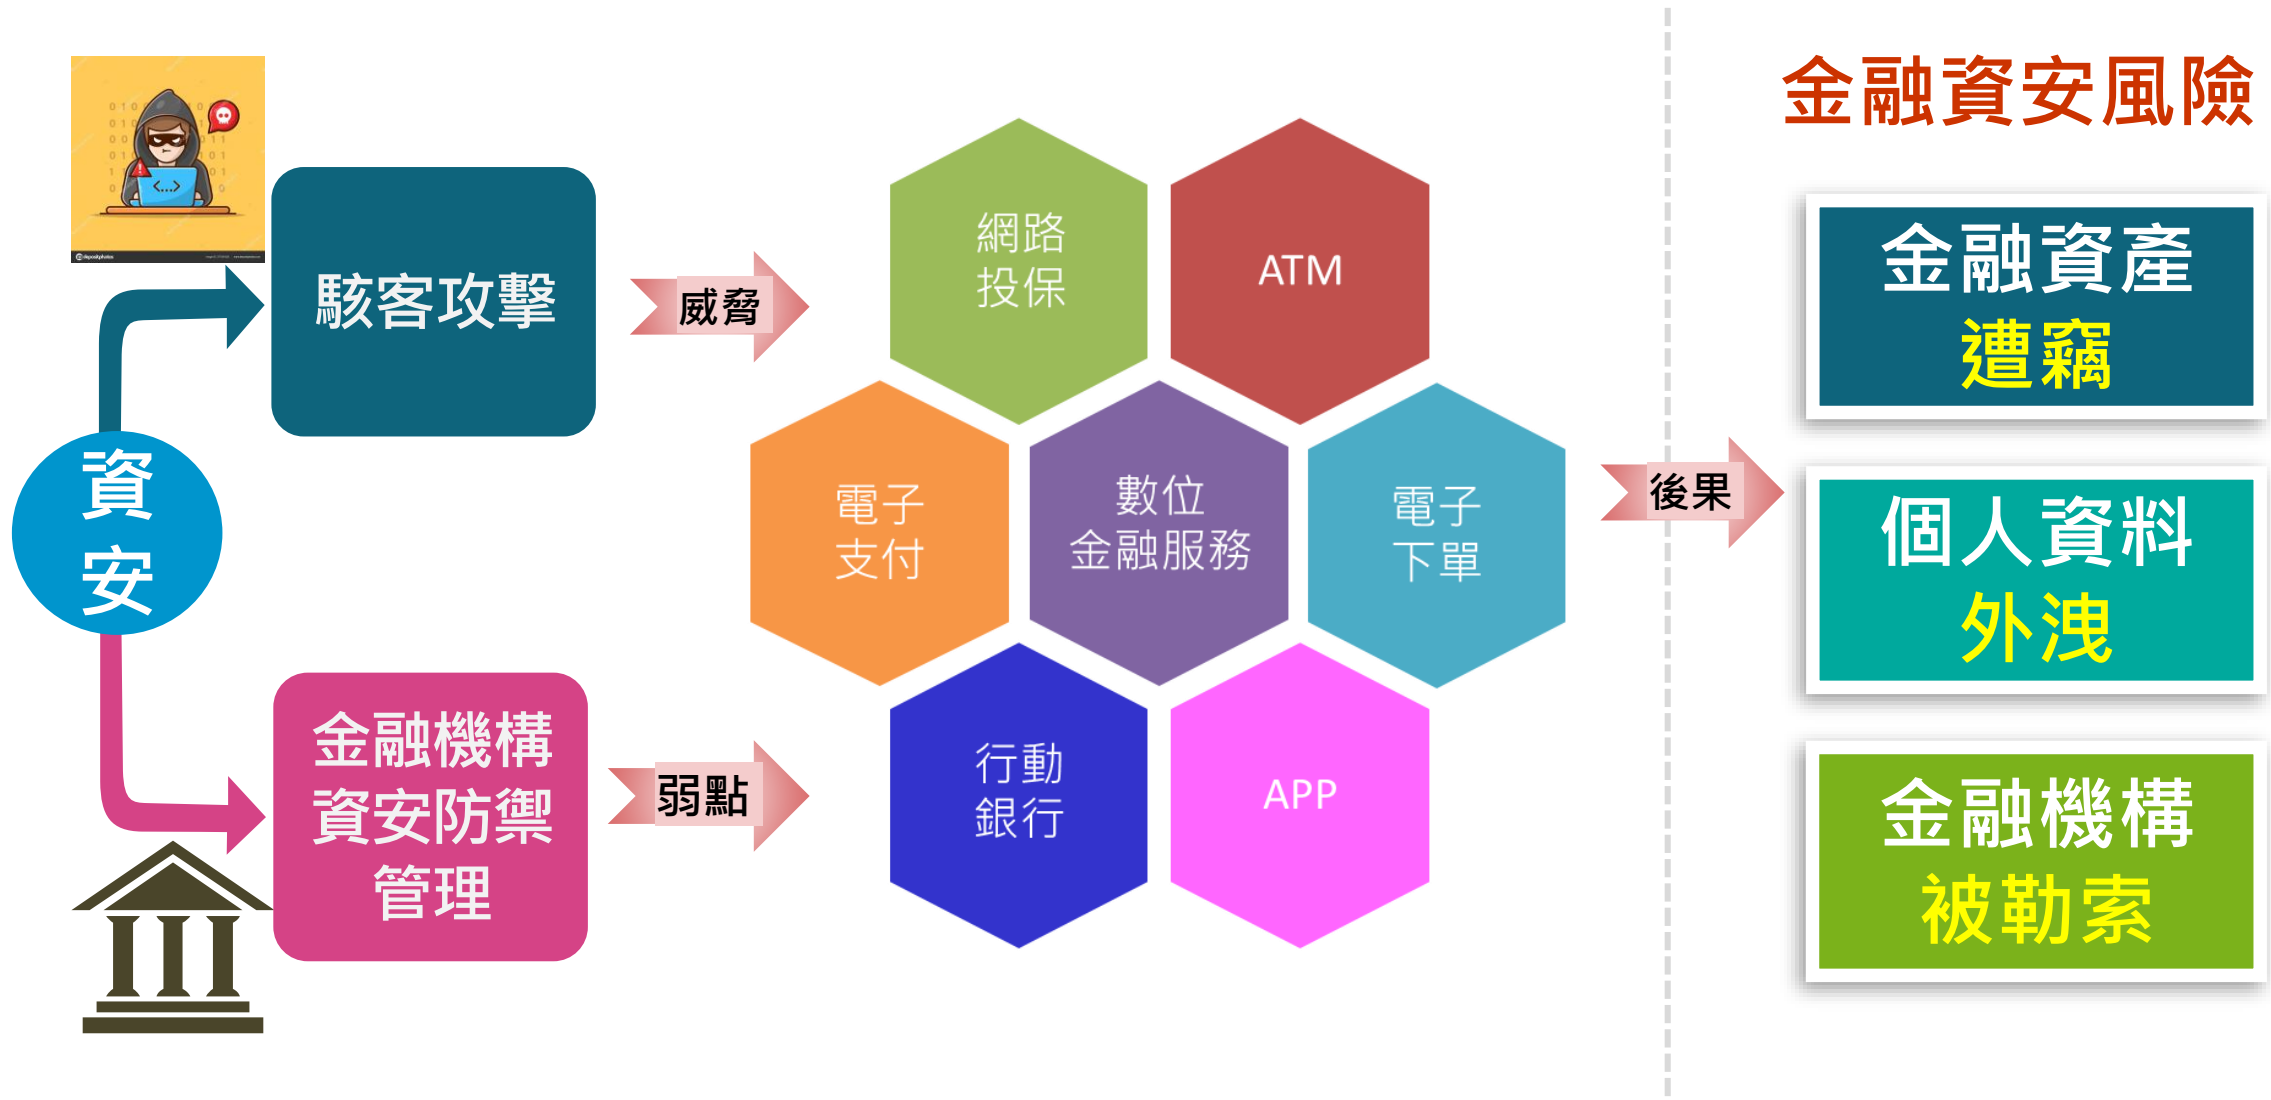 金融資安風險
駭客攻擊
威脅
資
安
金融機構
資安防禦
管理
弱點
網路
投保
ATM
電子
支付
數位
金融服務
電子
下單
行動
銀行
APP
後果
金融資產
遭竊
個人資料
外洩
金融機構
被勒索
depositphotos